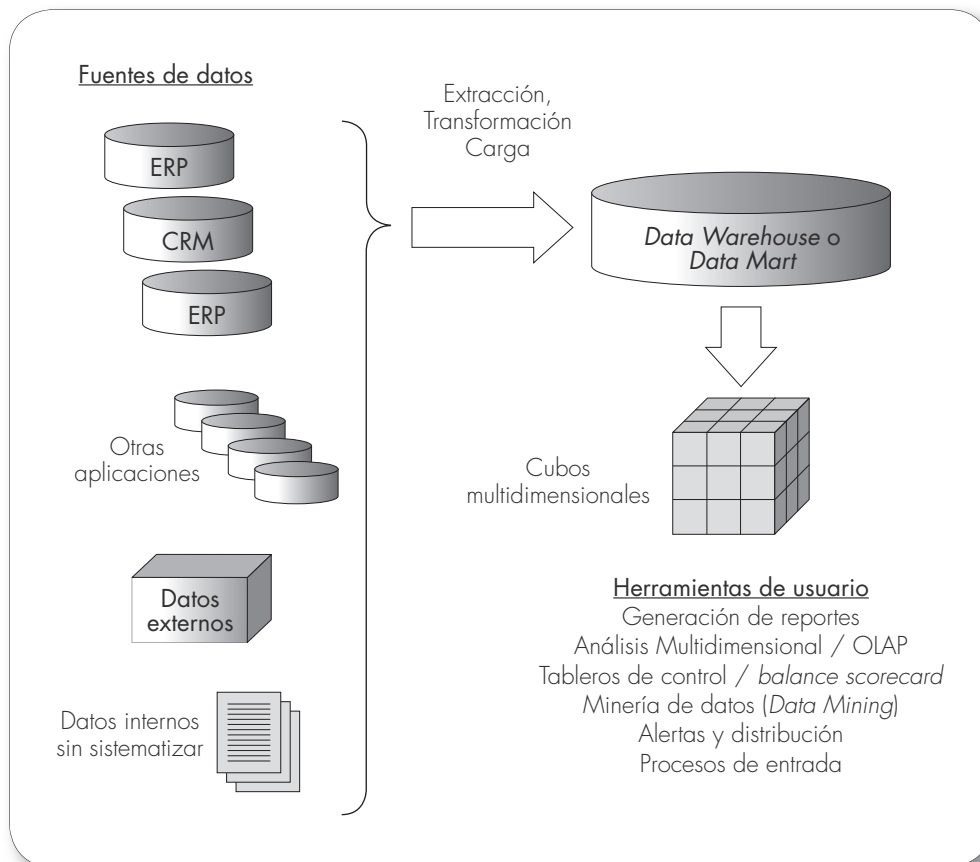 Fuentes de datos
ERP
CRM
ERP
Otras
aplicaciones
Datos
externos
Datos internos
sin sistematizar
Extracción,
Transformación
Carga
Data Warehouse o
Data Mart
Cubos
multidimensionales
Herramientas de usuario
Generación de reportes
Análisis Multidimensional / OLAP
Tableros de control / balance scorecard
Minería de datos (Data Mining)
Alertas y distribución
Procesos de entrada